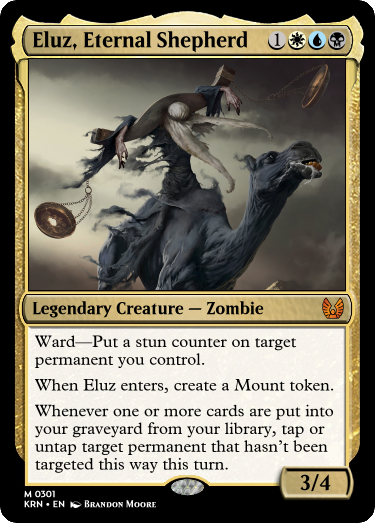 Eluz, Eternal Shepherd 1
Legendary Creature — Zombie
Ward—Put a stun counter on target
permanent you control.
When Eluz enters, create a Mount token.
Whenever one or more cards are put into
your graveyard from your library, tap or
untap target permanent that hasn't been
targeted this way this turn.
3/4
M 0301
KRN • EN Brandon Moore